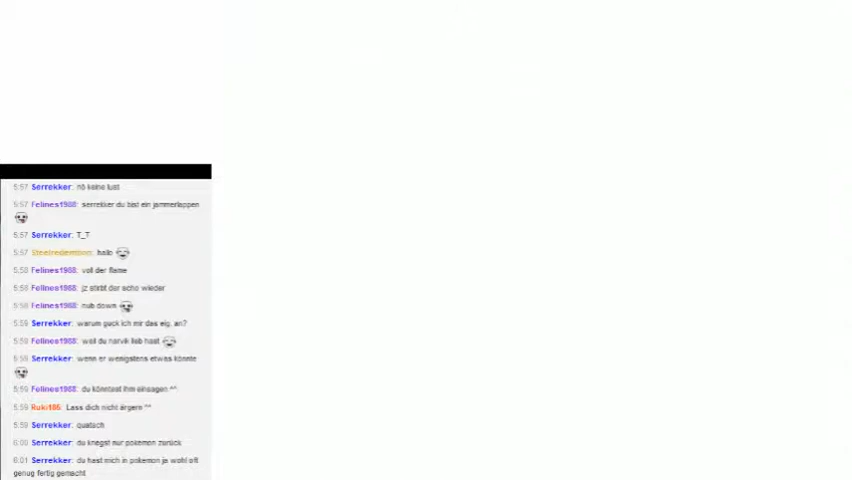 5:57 Serrekker: nö keine lust
5:57 Felines1988: serrekker du bist ein jammerlappen
5:57 Serrekker: T_T
5:57 Steelredemtion: hallo
5:58 Felines1988: voll der flame
5:58 Felines1988: jz stirbt der scho wieder
5:58 Felines1988: nub down
5:59 Serrekker: warum guck ich mir das eig. an?
5:59 Felines1988: weil du narvik lieb hast
5:59 Serrekker: wenn er wenigstens etwas könnte
5:59 Felines1988: du könntest ihm einsagen ^^
5:59 Ruki185: Lass dich nicht ärgern ^^
5:59 Serrekker: quatsch
6:00 Serrekker: du kriegst nur pokemon zurück
6:01 Serrekker: du hast mich in pokemon ja wohl oft
genug fertig gemacht